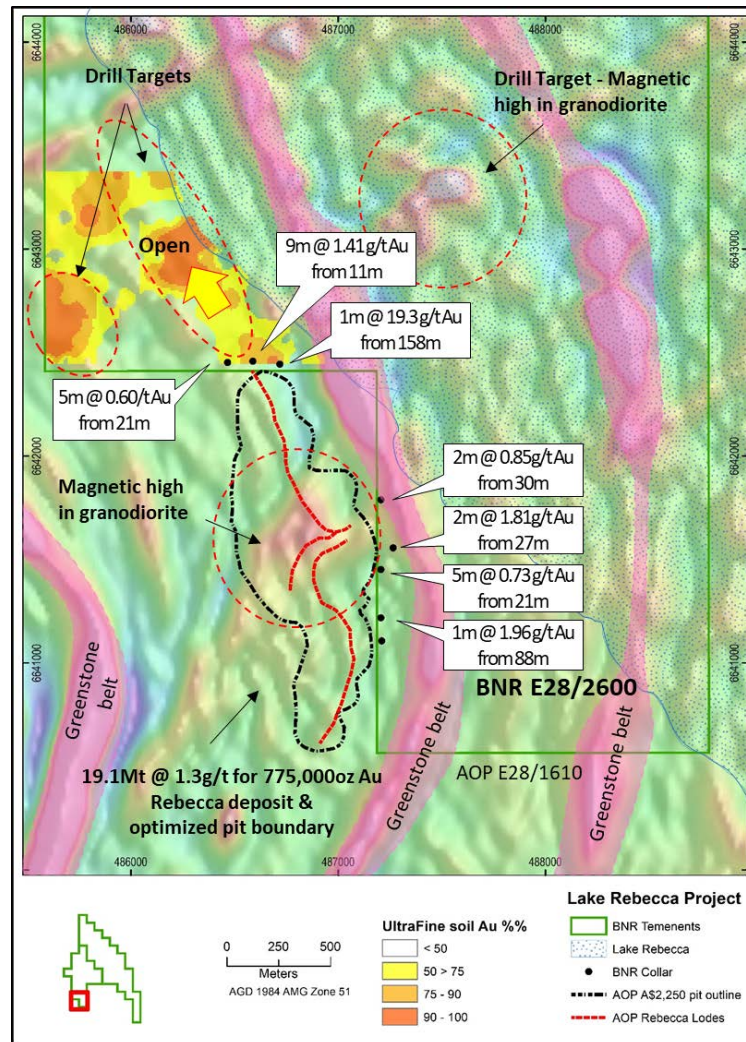 486000
487000
488000
6644000
6644000
Drill Targets
Drill Target - Magnetic
high in granodiorite
6643000
6643000
Open
9m @ 1.41g/tAu
from 11m
1m @ 19.3g/tAu
from 158m
5m @ 0.60/tAu
from 21m
6642000
6642000
2m @ 0.85g/tAu
from 30m
Magnetic high
in granodiorite
2m @ 1.81g/tAu
from 27m
5m @ 0.73g/tAu
from 21m
1m @ 1.96g/tAu
from 88m
6641000
6641000
BNR E28/2600
Greenstone
belt
Greenstone belt
Greenstone belt
AOP E28/1610
19.1Mt @ 1.3g/t for 775,000oz Au
Rebecca deposit &
optimized pit boundary
486000
487000
488000
0 250 500
Meters
AGD 1984 AMG Zone 51
UltraFine soil Au %%
< 50
50 > 75
75 - 90
90 - 100
Lake Rebecca Project
BNR Temenents
Lake Rebecca
BNR Collar
AOP A$2,250 pit outline
AOP Rebecca Lodes